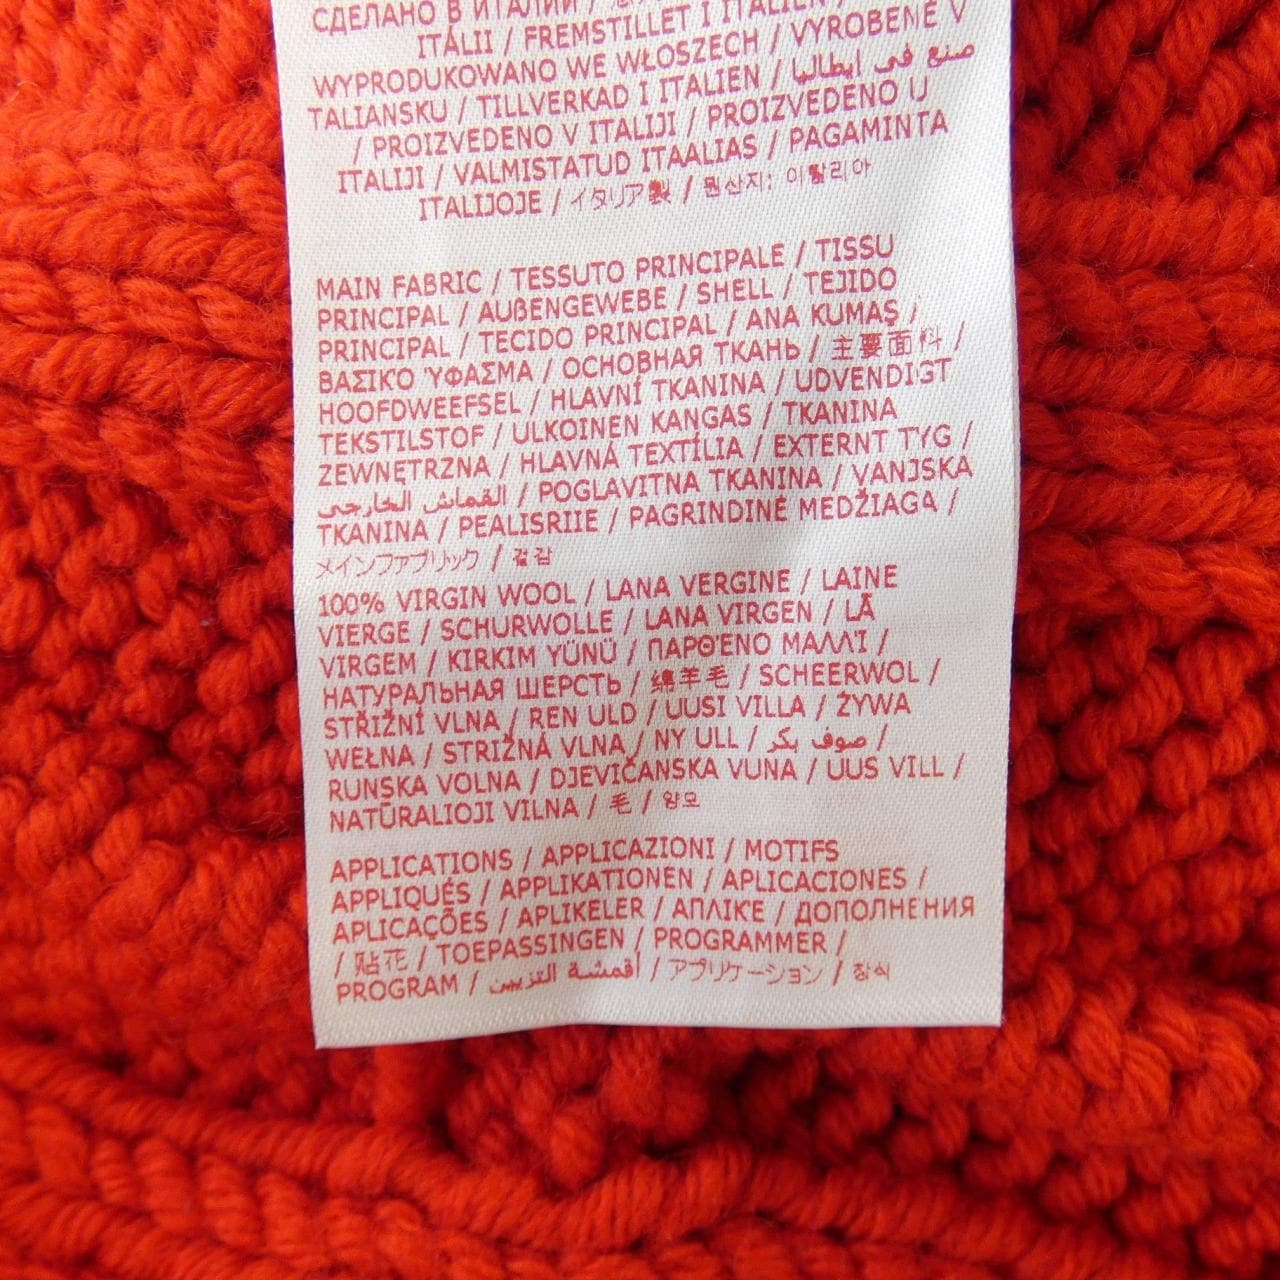 СДЕЛАНО В ИТАЛИИ /
ITÁLII / FREMSTILLET I ITALIEN /
WYPRODUKOWANO WE WŁOSZECH / VYROBENÉ V
TALIANSKU / TILLVERKAD I ITALIEN / صنع في ايطاليا
/ PROIZVEDENO V ITALIJI / PROIZVEDENO U
ITALIJI / VALMISTATUD ITAALIAS / PAGAMINTA
ITALIJOJE / イタリア製 / 원산지: 이탈리아
MAIN FABRIC / TESSUTO PRINCIPALE / TISSU
PRINCIPAL / AUßENGEWEBE / SHELL / TEJIDO
PRINCIPAL / TECIDO PRINCIPAL / ANA KUMAŞ /
ΒΑΣΙΚΟ ΎΦΑΣΜΑ / ОСНОВНАЯ ТКАНЬ / 主要面料 /
HOOFDWEEFSEL / HLAVNÍ TKANINA / UDVENDIGT
TEKSTILSTOF / ULKOINEN KANGAS / TKANINA
ZEWNĘTRZNA / HLAVNÁ TEXTÍLIA / EXTERNT TYG /
القماش الخارجي / POGLAVITNA TKANINA / VANJSKA
TKANINA / PEALISRIIE / PAGRINDINĖ MEDŽIAGA /
メインファブリック / 겉감
100% VIRGIN WOOL / LANA VERGINE / LAINE
VIERGE / SCHURWOLLE / LANA VIRGEN / LÃ
VIRGEM / KIRKIM YÜNÜ / ΠΑΡΘΈΝΟ ΜΑΛΛΊ /
НАТУРАЛЬНАЯ ШЕРСТЬ / 绵羊毛 / SCHEERWOL /
STŘIŽNÍ VLNA / REN ULD / UUSI VILLA / ŻYWA
WEŁNA / STRIŽNÁ VLNA / NY ULL / صوف بكر /
RUNSKA VOLNA / DJEVIČANSKA VUNA / UUS VILL /
NATŪRALIOJI VILNA / 毛 / 양모
APPLICATIONS / APPLICAZIONI / MOTIFS
APPLIQUÉS / APPLIKATIONEN / APLICACIONES /
APLICAÇÕES / APLIKELER / ΑΠΛΙΚΕ / ДОПОЛНЕНИЯ
/ 贴花 / TOEPASSINGEN / PROGRAMMER /
PROGRAM / أقمشة التزيين / アプリケーション / 장식